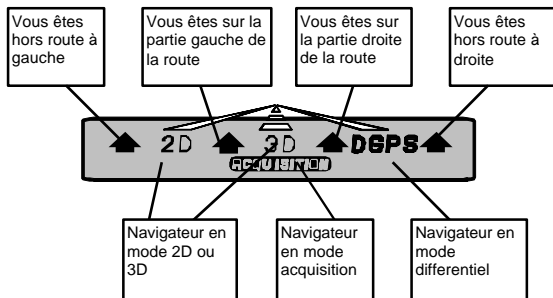 Vous êtes
hors route à
gauche
Vous êtes sur la
partie gauche de
la route
Vous êtes sur
la partie droite
de la route
Vous êtes
hors route à
droite
2D 3D DGPS
ACQUISITION
Navigateur en
mode 2D ou
3D
Navigateur
en mode
acquisition
Navigateur en
mode
differentiel